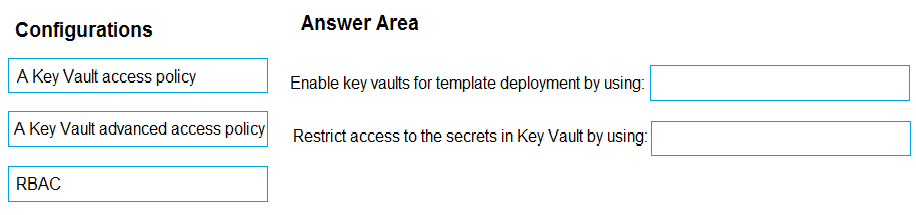 Configurations
Answer Area
A Key Vault access policy
Enable key vaults for template deployment by using:
A Key Vault advanced access policy
Restrict access to the secrets in Key Vault by using:
RBAC